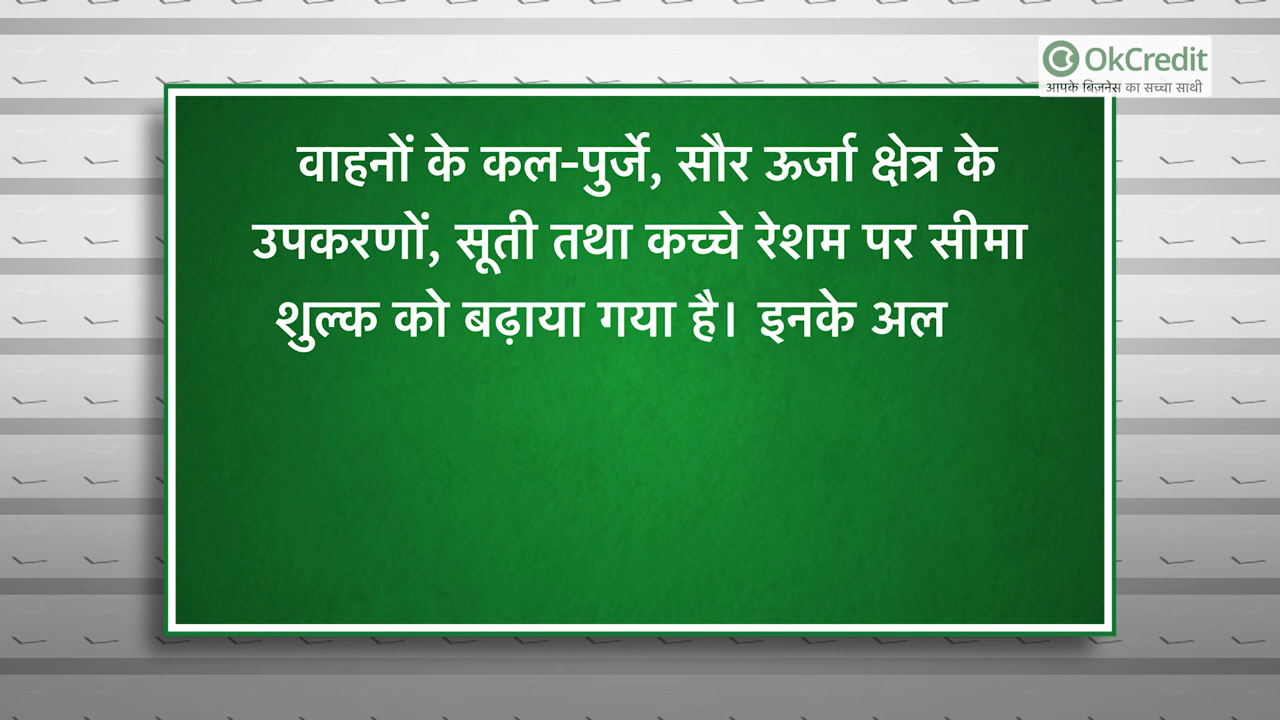 OkCredit
आपके बिज़नेस का सच्चा साथी
वाहनों के कल-पुर्जे, सौर ऊर्जा क्षेत्र के
उपकरणों, सूती तथा कच्चे रेशम पर सीमा
शुल्क को बढ़ाया गया है। इनके अल